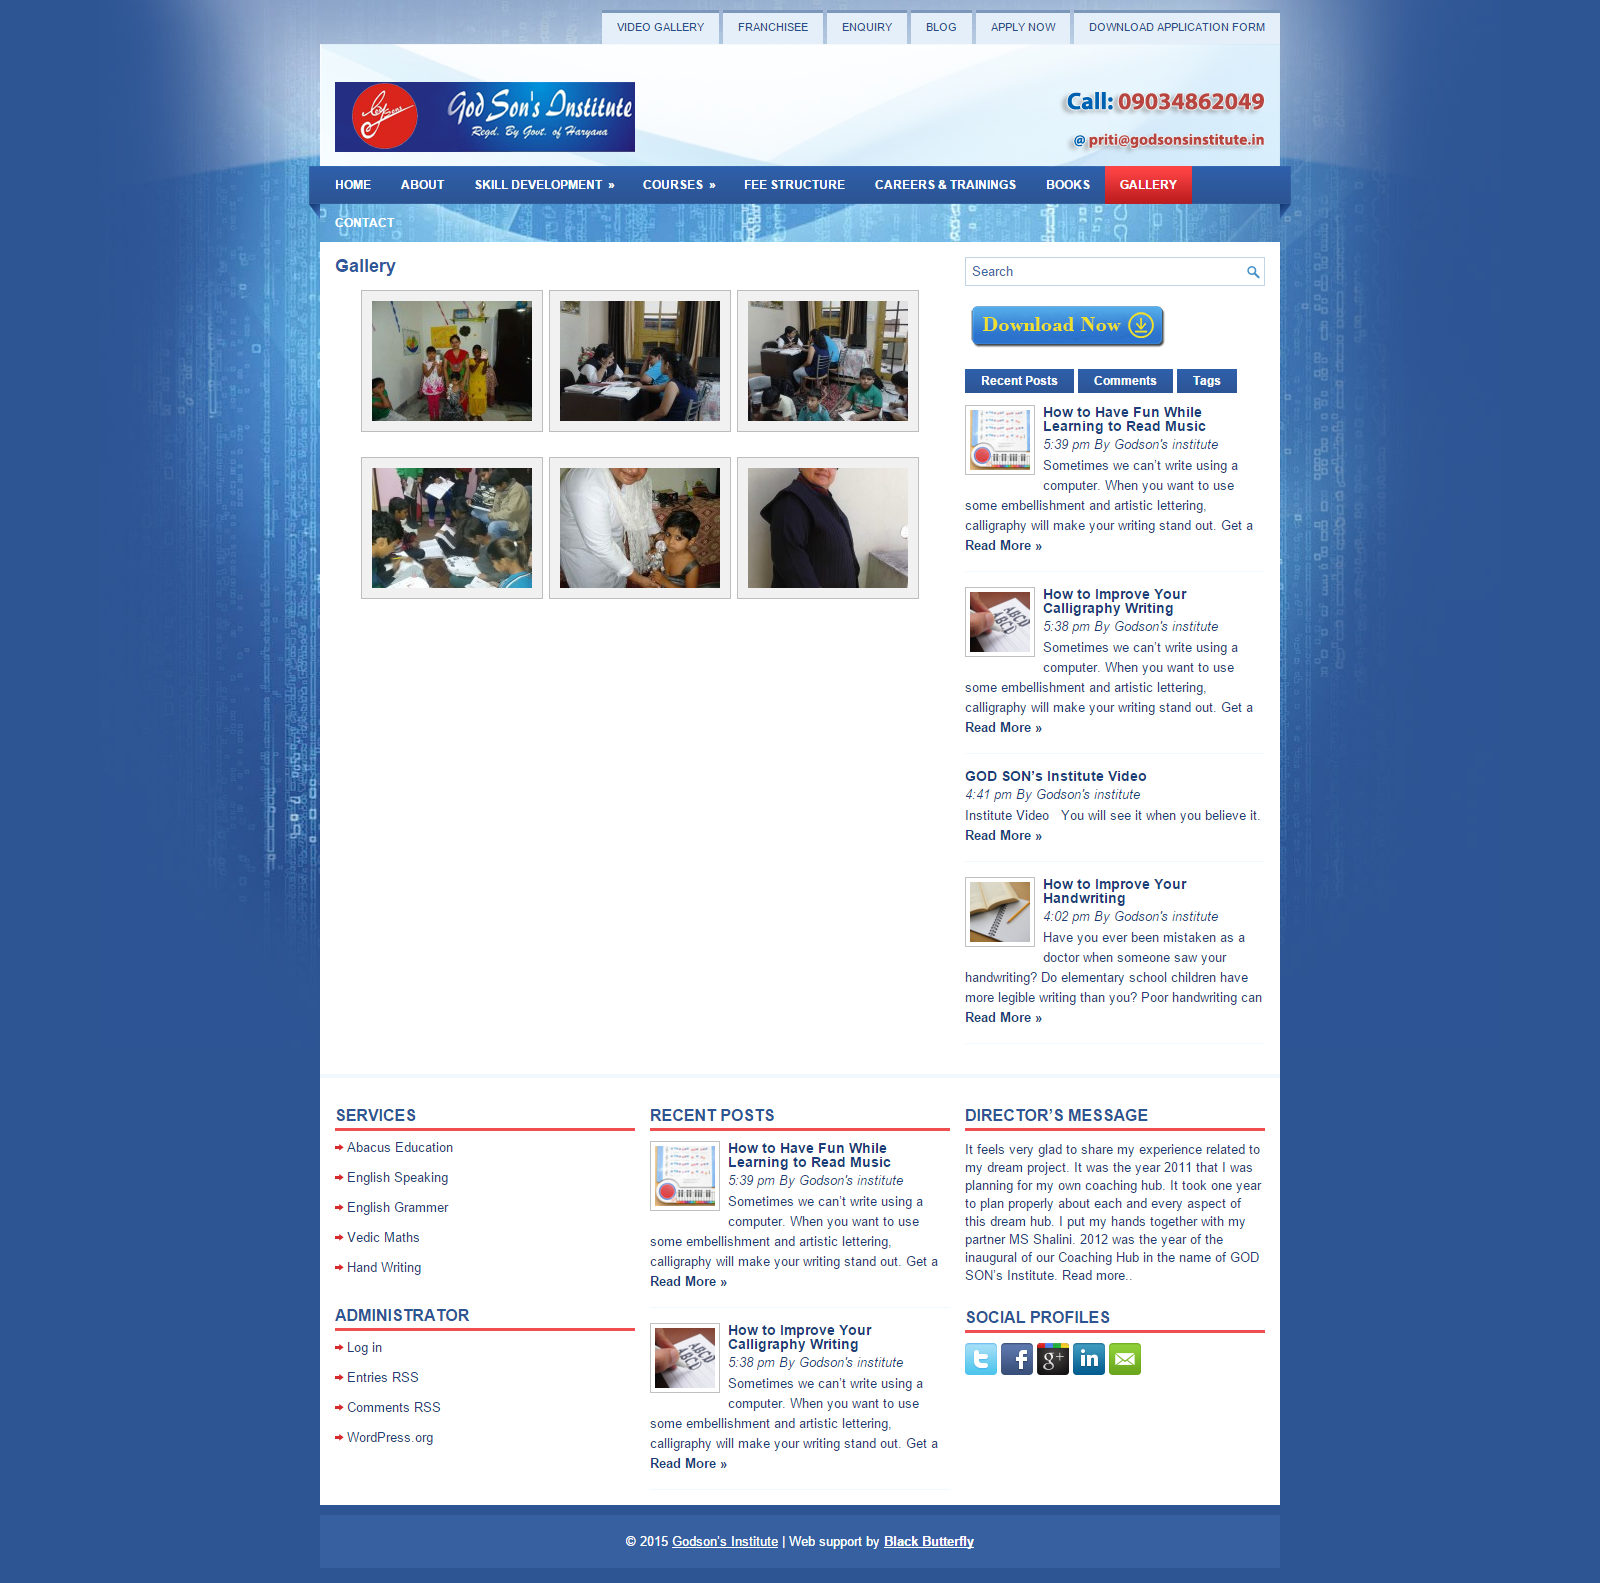 VIDEO GALLERY FRANCHISEE ENQUIRY BLOG APPLY NOW DOWNLOAD APPLICATION FORM
God Son's Institute
Regd. By Govt. of Haryana
Call: 09034862049
@ priti@godsonsinstitute.in
HOME ABOUT SKILL DEVELOPMENT » COURSES » FEE STRUCTURE CAREERS & TRAININGS BOOKS GALLERY
CONTACT
Gallery
Search
Download Now
Recent Posts Comments Tags
How to Have Fun While
Learning to Read Music
5:39 pm By Godson's institute
Sometimes we can’t write using a
computer. When you want to use
some embellishment and artistic lettering,
calligraphy will make your writing stand out. Get a
Read More »
How to Improve Your
Calligraphy Writing
5:38 pm By Godson's institute
Sometimes we can’t write using a
computer. When you want to use
some embellishment and artistic lettering,
calligraphy will make your writing stand out. Get a
Read More »
GOD SON’s Institute Video
4:41 pm By Godson's institute
Institute Video You will see it when you believe it.
Read More »
How to Improve Your
Handwriting
4:02 pm By Godson's institute
Have you ever been mistaken as a
doctor when someone saw your
handwriting? Do elementary school children have
more legible writing than you? Poor handwriting can
Read More »
SERVICES
Abacus Education
English Speaking
English Grammer
Vedic Maths
Hand Writing
ADMINISTRATOR
Log in
Entries RSS
Comments RSS
WordPress.org
RECENT POSTS
How to Have Fun While
Learning to Read Music
5:39 pm By Godson's institute
Sometimes we can’t write using a
computer. When you want to use
some embellishment and artistic lettering,
calligraphy will make your writing stand out. Get a
Read More »
How to Improve Your
Calligraphy Writing
5:38 pm By Godson's institute
Sometimes we can’t write using a
computer. When you want to use
some embellishment and artistic lettering,
calligraphy will make your writing stand out. Get a
Read More »
DIRECTOR’S MESSAGE
It feels very glad to share my experience related to
my dream project. It was the year 2011 that I was
planning for my own coaching hub. It took one year
to plan properly about each and every aspect of
this dream hub. I put my hands together with my
partner MS Shalini. 2012 was the year of the
inaugural of our Coaching Hub in the name of GOD
SON’s Institute. Read more..
SOCIAL PROFILES
© 2015 Godson's Institute | Web support by Black Butterfly